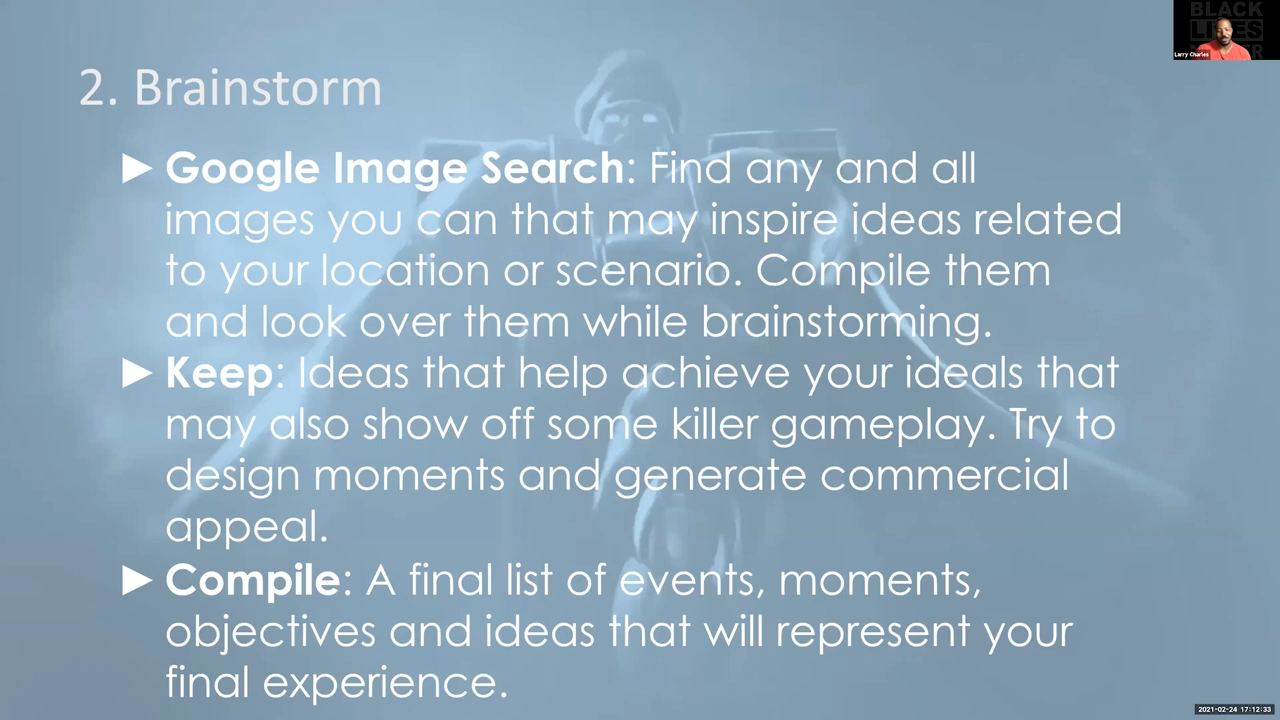 BLACK
LIVES
Larry Charles
2. Brainstorm
► Google Image Search: Find any and all
images you can that may inspire ideas related
to your location or scenario. Compile them
and look over them while brainstorming.
► Keep: Ideas that help achieve your ideals that
may also show off some killer gameplay. Try to
design moments and generate commercial
appeal.
► Compile: A final list of events, moments,
objectives and ideas that will represent your
final experience.
2021-02-24 17:12:33